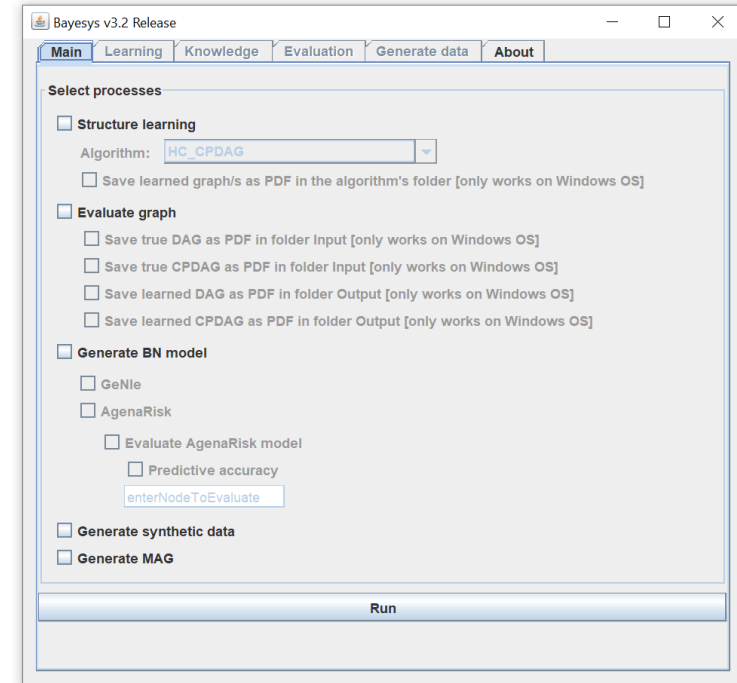 Bayesys v3.2 Release
Main Learning Knowledge Evaluation Generate data About
Select processes
Structure learning
Algorithm: HC_CPDAG
Save learned graph/s as PDF in the algorithm's folder [only works on Windows OS]
Evaluate graph
Save true DAG as PDF in folder Input [only works on Windows OS]
Save true CPDAG as PDF in folder Input [only works on Windows OS]
Save learned DAG as PDF in folder Output [only works on Windows OS]
Save learned CPDAG as PDF in folder Output [only works on Windows OS]
Generate BN model
GeNIe
AgenaRisk
Evaluate AgenaRisk model
Predictive accuracy
enterNodeToEvaluate
Generate synthetic data
Generate MAG
Run